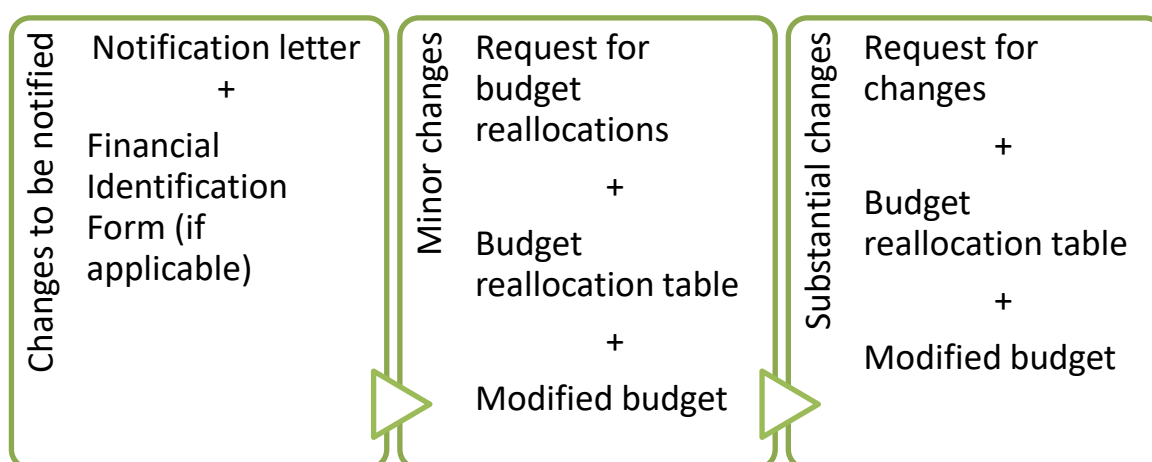 Changes to be notified
Notification letter
+
Financial
Identification
Form (if
applicable)
Minor changes
Request for
budget
reallocations
+
Budget
reallocation table
+
Modified budget
Substantial changes
Request for
changes
+
Budget
reallocation table
+
Modified budget